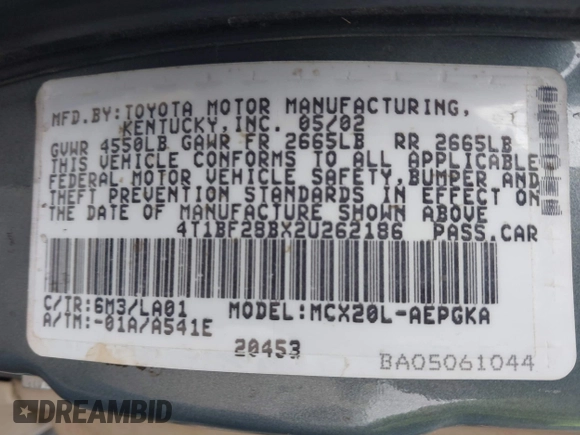 MFD.BY:TOYOTA MOTOR MANUFACTURING,
KENTUCKY,INC. 05/02
GVWR 4550LB GAWR FR 2665LB RR 2665LB
THIS VEHICLE CONFORMS TO ALL APPLICABLE
FEDERAL MOTOR VEHICLE SAFETY,BUMPER AND
THEFT PREVENTION STANDARDS IN EFFECT ON
THE DATE OF MANUFACTURE SHOWN ABOVE
4T1BF28BX2U262186 PASS.CAR
C/TR:6M3/LA01 MODEL:MCX20L-AEPGKA
A/TM:-01A/A541E
20453
BA05061044
DREAMBID